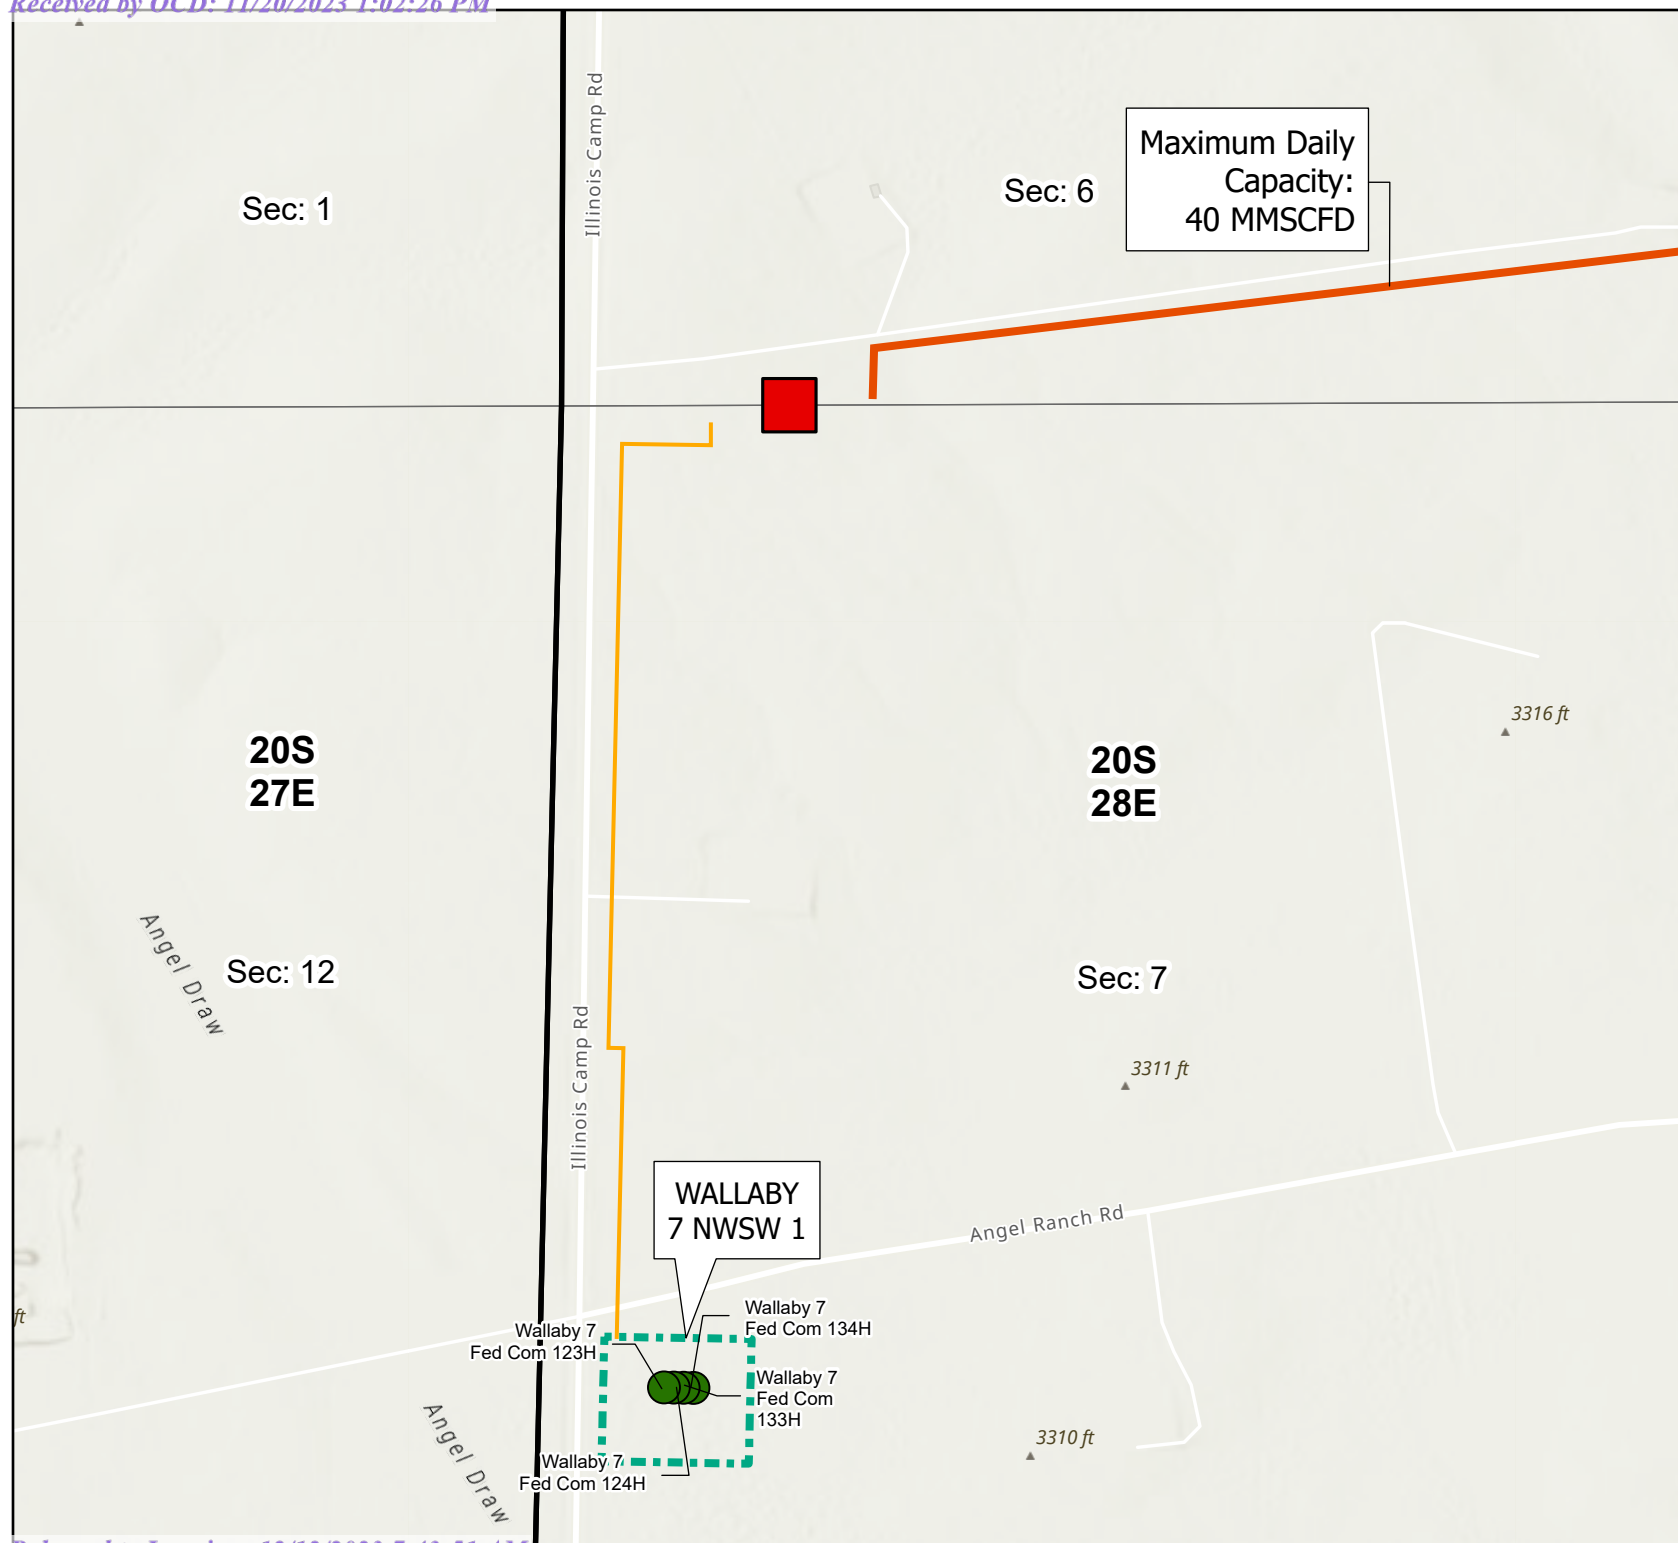 Received by OCD: 11/20/2023 1:02:26 PM
Illinois Camp Rd
Maximum Daily
Capacity:
40 MMSCFD
Sec: 6
Sec: 1
3316 ft
20S
27E
20S
28E
Angel Draw
Sec: 12
Sec: 7
Illinois Camp Rd
3311 ft
WALLABY
7 NWSW 1
Angel Ranch Rd
ft
Wallaby 7
Fed Com 134H
Wallaby 7
Fed Com 123H
Wallaby 7
Fed Com
133H
Angel Draw
3310 ft
Wallaby 7
Fed Com 124H